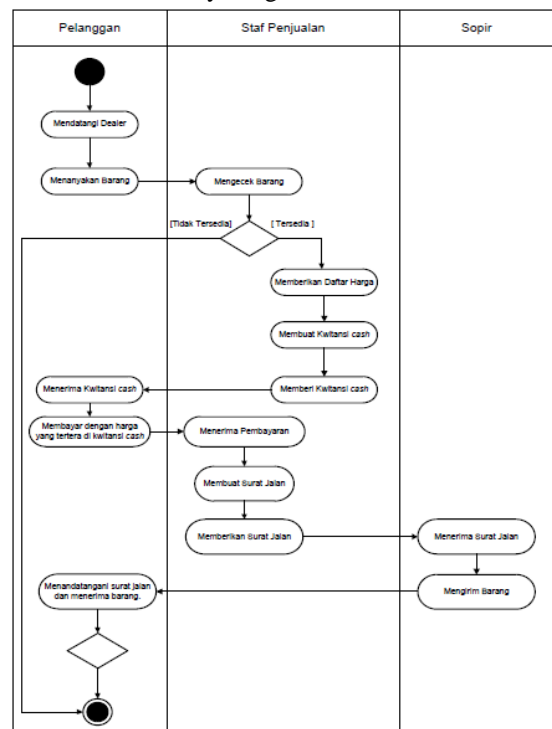 Pelanggan
Staf Penjualan
Sopir
Mendatangi Dealer
Menanyakan Barang
Mengecek Barang
[Tidak Tersedia]
[ Tersedia ]
Memberikan Daftar Harga
Membuat Kwitansi cash
Memberi Kwitansi cash
Menerima Kwitansi cash
Membayar dengan harga
yang tertera di kwitansi cash
Menerima Pembayaran
Membuat Surat Jalan
Memberikan Surat Jalan
Menerima Surat Jalan
Mengirim Barang
Menandatangani surat jalan
dan menerima barang.